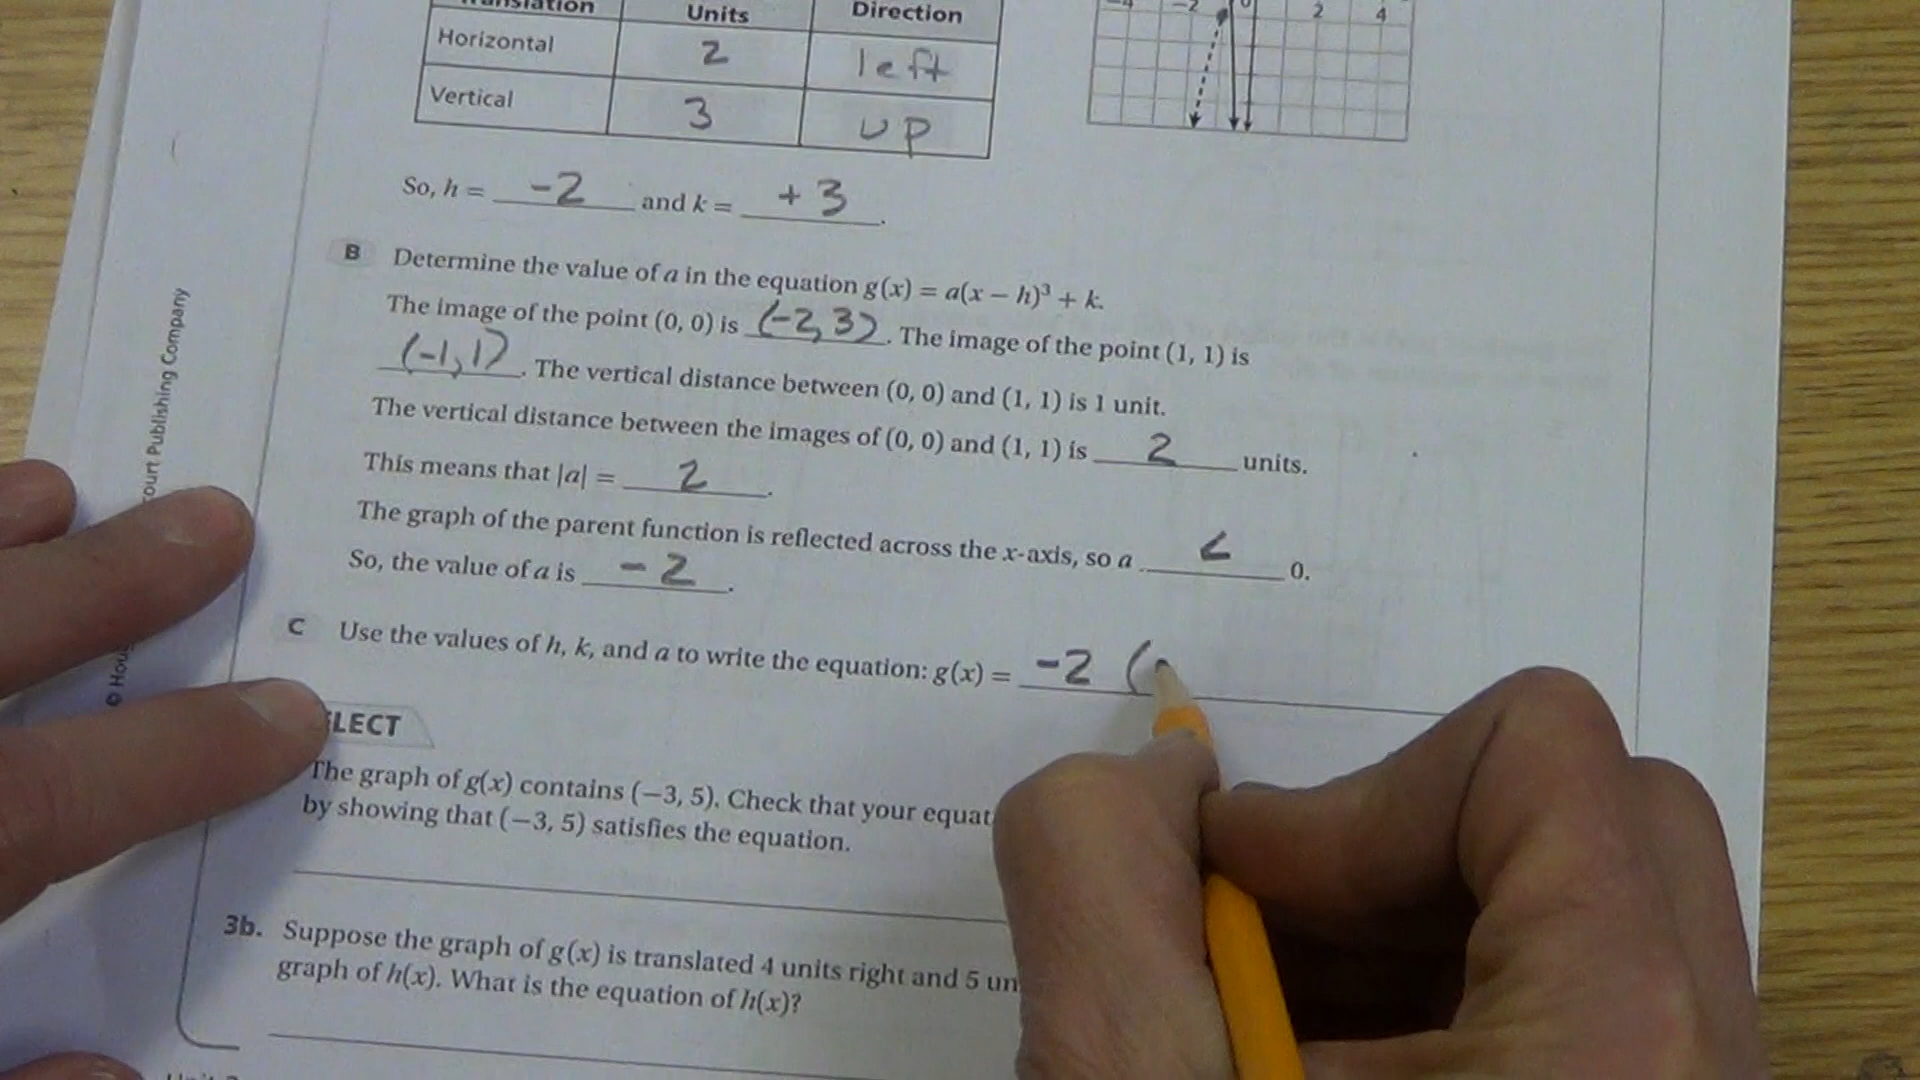 Translation Units Direction
Horizontal 2 left
Vertical 3 up
-4 -2 0 2 4
So, h = -2 and k = +3.
B Determine the value of a in the equation g(x) = a(x − h)³ + k.
The image of the point (0, 0) is (-2, 3). The image of the point (1, 1) is
(-1, 1). The vertical distance between (0, 0) and (1, 1) is 1 unit.
The vertical distance between the images of (0, 0) and (1, 1) is 2 units.
This means that |a| = 2.
The graph of the parent function is reflected across the x-axis, so a < 0.
So, the value of a is -2.
C Use the values of h, k, and a to write the equation: g(x) = -2 (
LECT
The graph of g(x) contains (−3, 5). Check that your equat
by showing that (−3, 5) satisfies the equation.
3b. Suppose the graph of g(x) is translated 4 units right and 5 un
graph of h(x). What is the equation of h(x)?
© Hou
court Publishing Company